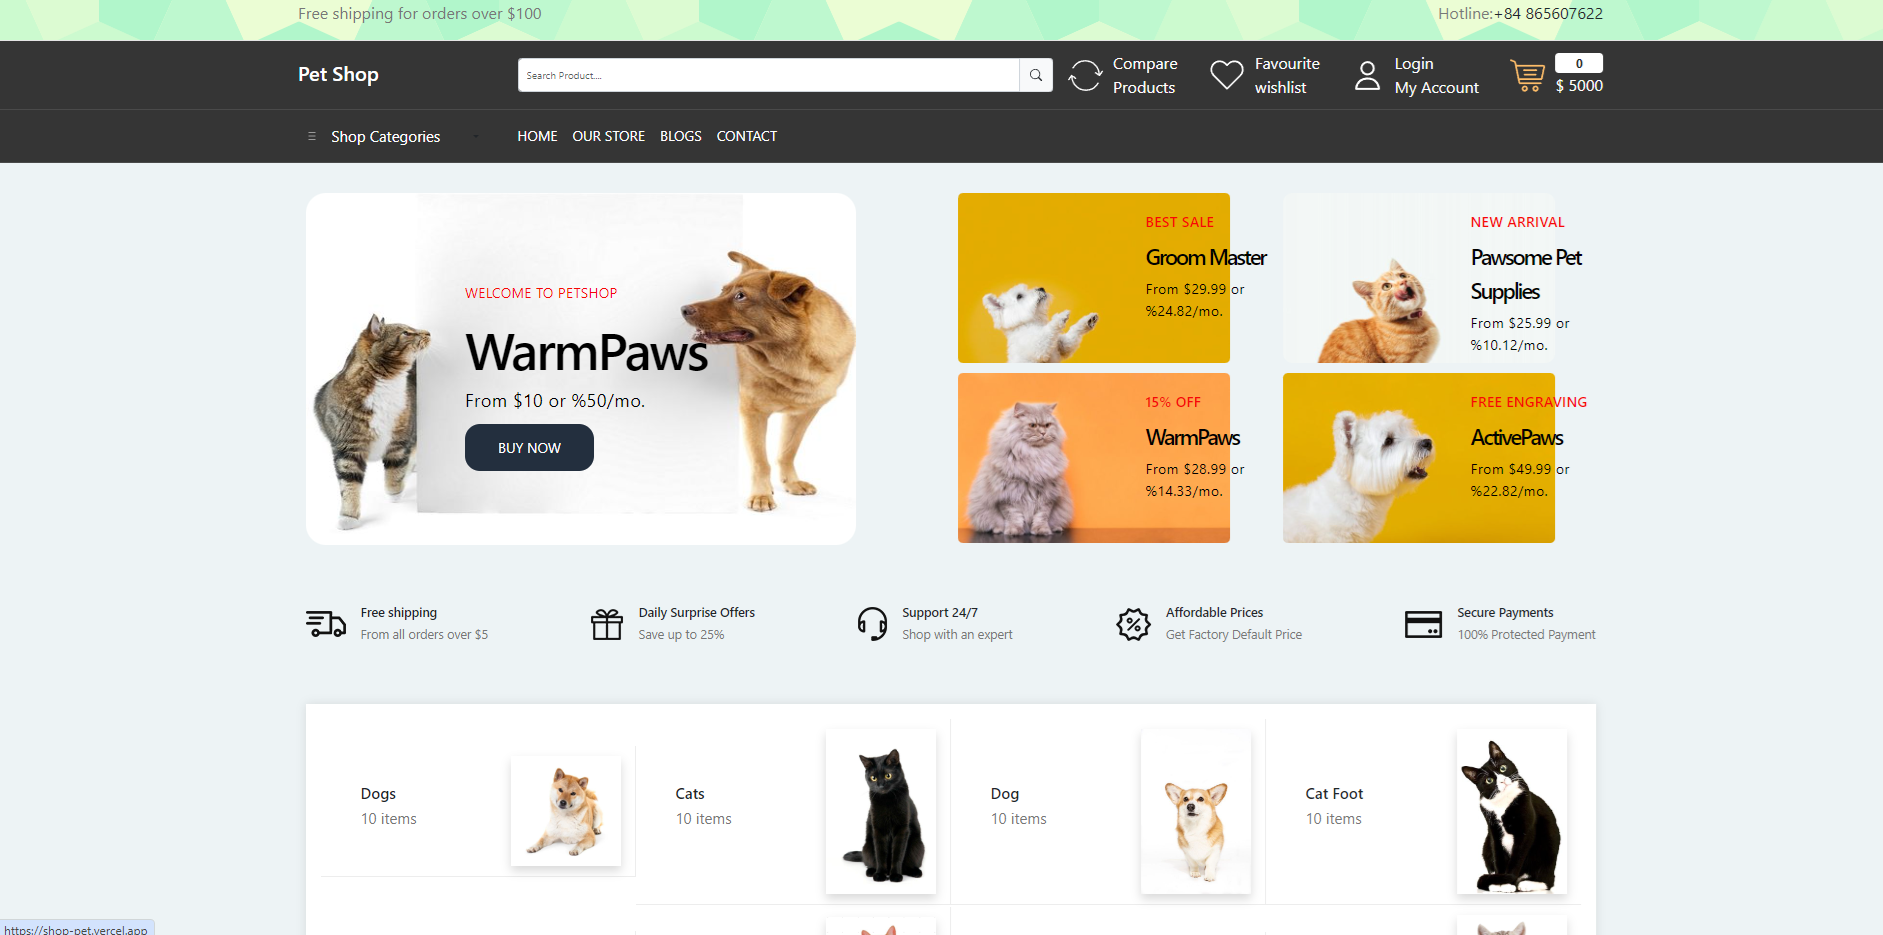 Free shipping for orders over $100
Hotline:+84 865607622
Pet Shop
Search Product....
Compare
Products
Favourite
wishlist
Login
My Account
0
$ 5000
Shop Categories
HOME
OUR STORE
BLOGS
CONTACT
WELCOME TO PETSHOP
WarmPaws
From $10 or %50/mo.
BUY NOW
BEST SALE
Groom Master
From $29.99 or
%24.82/mo.
NEW ARRIVAL
Pawsome Pet
Supplies
From $25.99 or
%10.12/mo.
15% OFF
WarmPaws
From $28.99 or
%14.33/mo.
FREE ENGRAVING
ActivePaws
From $49.99 or
%22.82/mo.
Free shipping
From all orders over $5
Daily Surprise Offers
Save up to 25%
Support 24/7
Shop with an expert
Affordable Prices
Get Factory Default Price
Secure Payments
100% Protected Payment
Dogs
10 items
Cats
10 items
Dog
10 items
Cat Foot
10 items
https://shop-pet.vercel.app